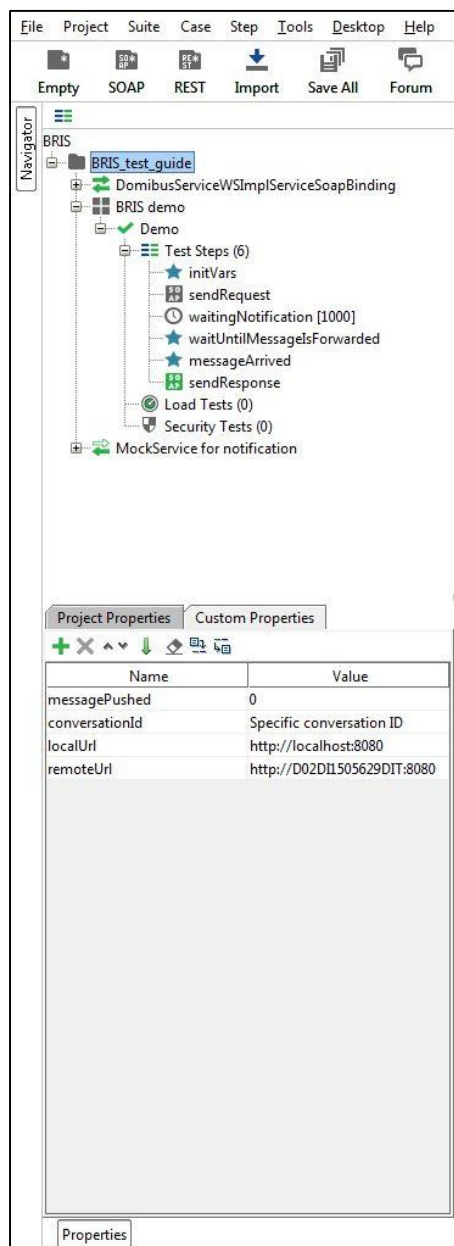 File Project Suite Case Step Tools Desktop Help
Empty SOAP REST Import Save All Forum
Navigator
BRIS
BRIS_test_guide
DomibusServiceWSImplServiceSoapBinding
BRIS demo
Demo
Test Steps (6)
initVars
sendRequest
waitingNotification [1000]
waitUntilMessageIsForwarded
messageArrived
sendResponse
Load Tests (0)
Security Tests (0)
MockService for notification
Project Properties Custom Properties
Name Value
messagePushed 0
conversationId Specific conversation ID
localUrl http://localhost:8080
remoteUrl http://D02DI1505629DIT:8080
Properties